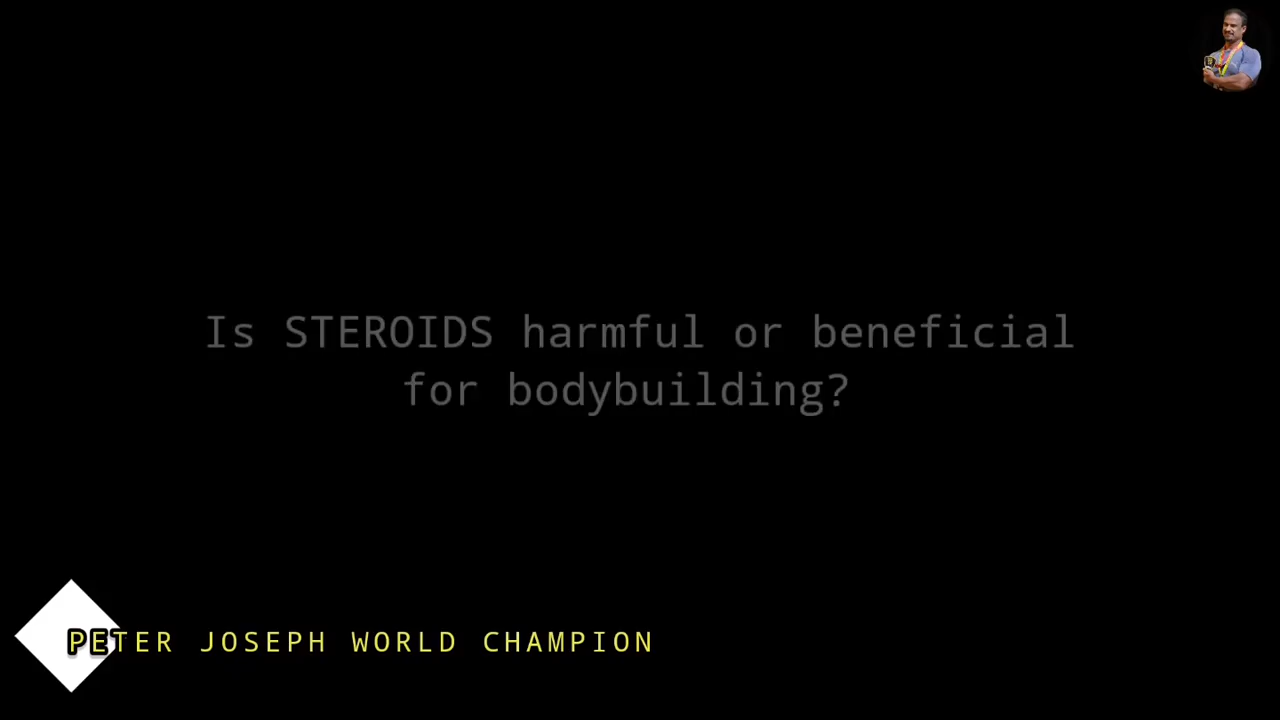 Is STEROIDS harmful or beneficial
for bodybuilding?
PETER JOSEPH WORLD CHAMPION